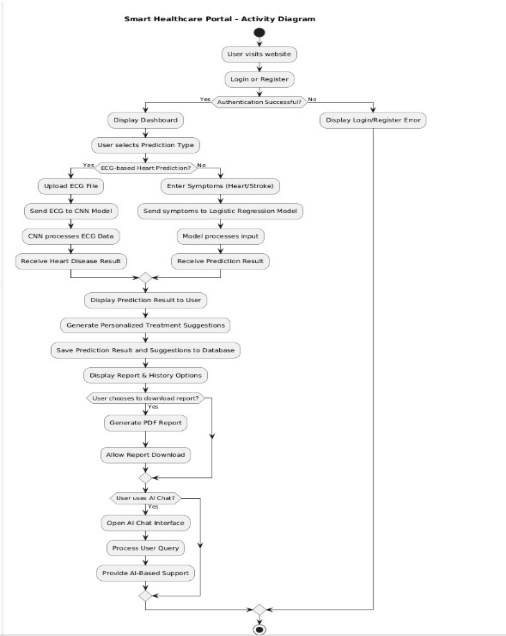 Smart Healthcare Portal - Activity Diagram
User visits website
Login or Register
Yes
Authentication Successful?
No
Display Dashboard
Display Login/Register Error
User selects Prediction Type
Yes
ECG-based Heart Prediction?
No
Upload ECG File
Enter Symptoms (Heart/Stroke)
Send ECG to CNN Model
Send symptoms to Logistic Regression Model
CNN processes ECG Data
Model processes input
Receive Heart Disease Result
Receive Prediction Result
Display Prediction Result to User
Generate Personalized Treatment Suggestions
Save Prediction Result and Suggestions to Database
Display Report & History Options
User chooses to download report?
Yes
Generate PDF Report
Allow Report Download
User uses AI Chat?
Yes
Open AI Chat Interface
Process User Query
Provide AI-Based Support